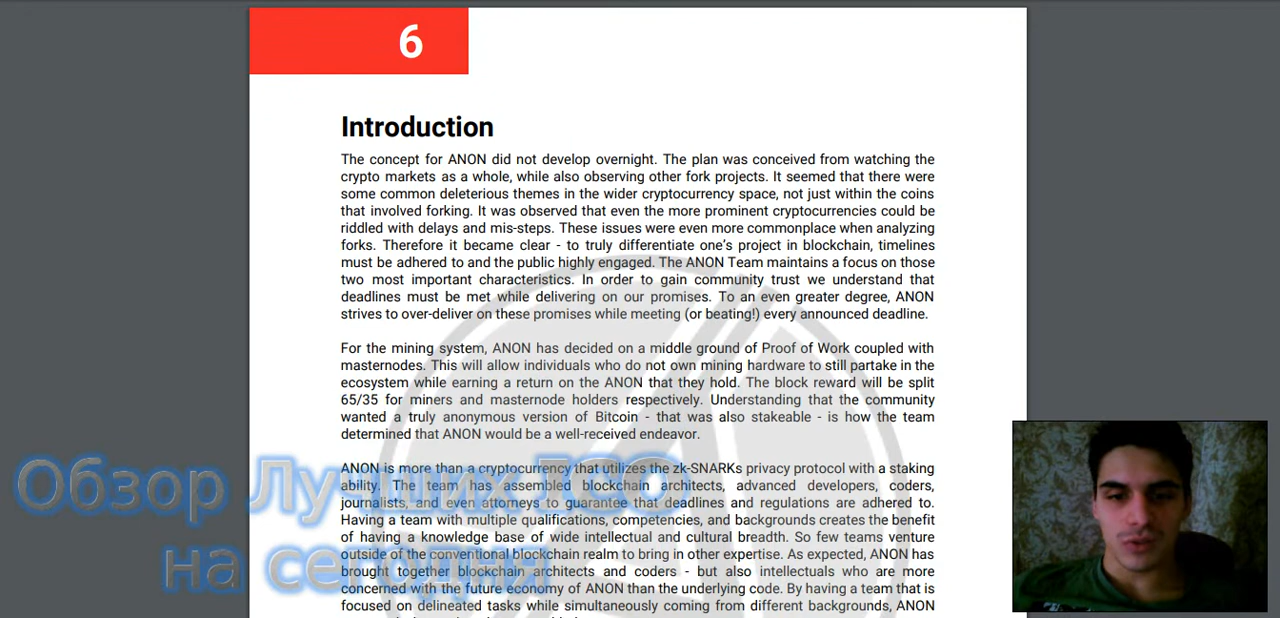 6
Introduction
The concept for ANON did not develop overnight. The plan was conceived from watching the
crypto markets as a whole, while also observing other fork projects. It seemed that there were
some common deleterious themes in the wider cryptocurrency space, not just within the coins
that involved forking. It was observed that even the more prominent cryptocurrencies could be
riddled with delays and mis-steps. These issues were even more commonplace when analyzing
forks. Therefore it became clear - to truly differentiate one's project in blockchain, timelines
must be adhered to and the public highly engaged. The ANON Team maintains a focus on those
two most important characteristics. In order to gain community trust we understand that
deadlines must be met while delivering on our promises. To an even greater degree, ANON
strives to over-deliver on these promises while meeting (or beating!) every announced deadline.
For the mining system, ANON has decided on a middle ground of Proof of Work coupled with
masternodes. This will allow individuals who do not own mining hardware to still partake in the
ecosystem while earning a return on the ANON that they hold. The block reward will be split
65/35 for miners and masternode holders respectively. Understanding that the community
wanted a truly anonymous version of Bitcoin - that was also stakeable - is how the team
determined that ANON would be a well-received endeavor.
ANON is more than a cryptocurrency that utilizes the zk-SNARKs privacy protocol with a staking
ability. The team has assembled blockchain architects, advanced developers, coders,
journalists, and even attorneys to guarantee that deadlines and regulations are adhered to.
Having a team with multiple qualifications, competencies, and backgrounds creates the benefit
of having a knowledge base of wide intellectual and cultural breadth. So few teams venture
outside of the conventional blockchain realm to bring in other expertise. As expected, ANON has
brought together blockchain architects and coders - but also intellectuals who are more
concerned with the future economy of ANON than the underlying code. By having a team that is
focused on delineated tasks while simultaneously coming from different backgrounds, ANON
Обзор Лучших ICO
на сегодня